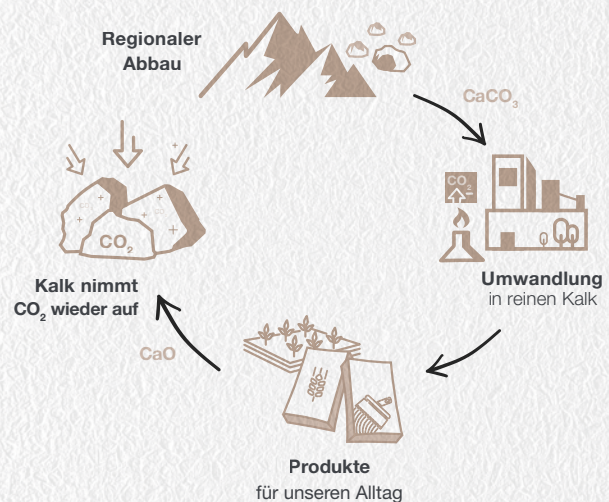 Regionaler
Abbau
CaCO₃
CO₂
Umwandlung
in reinen Kalk
Produkte
für unseren Alltag
CaO
CO₂
Kalk nimmt
CO₂ wieder auf